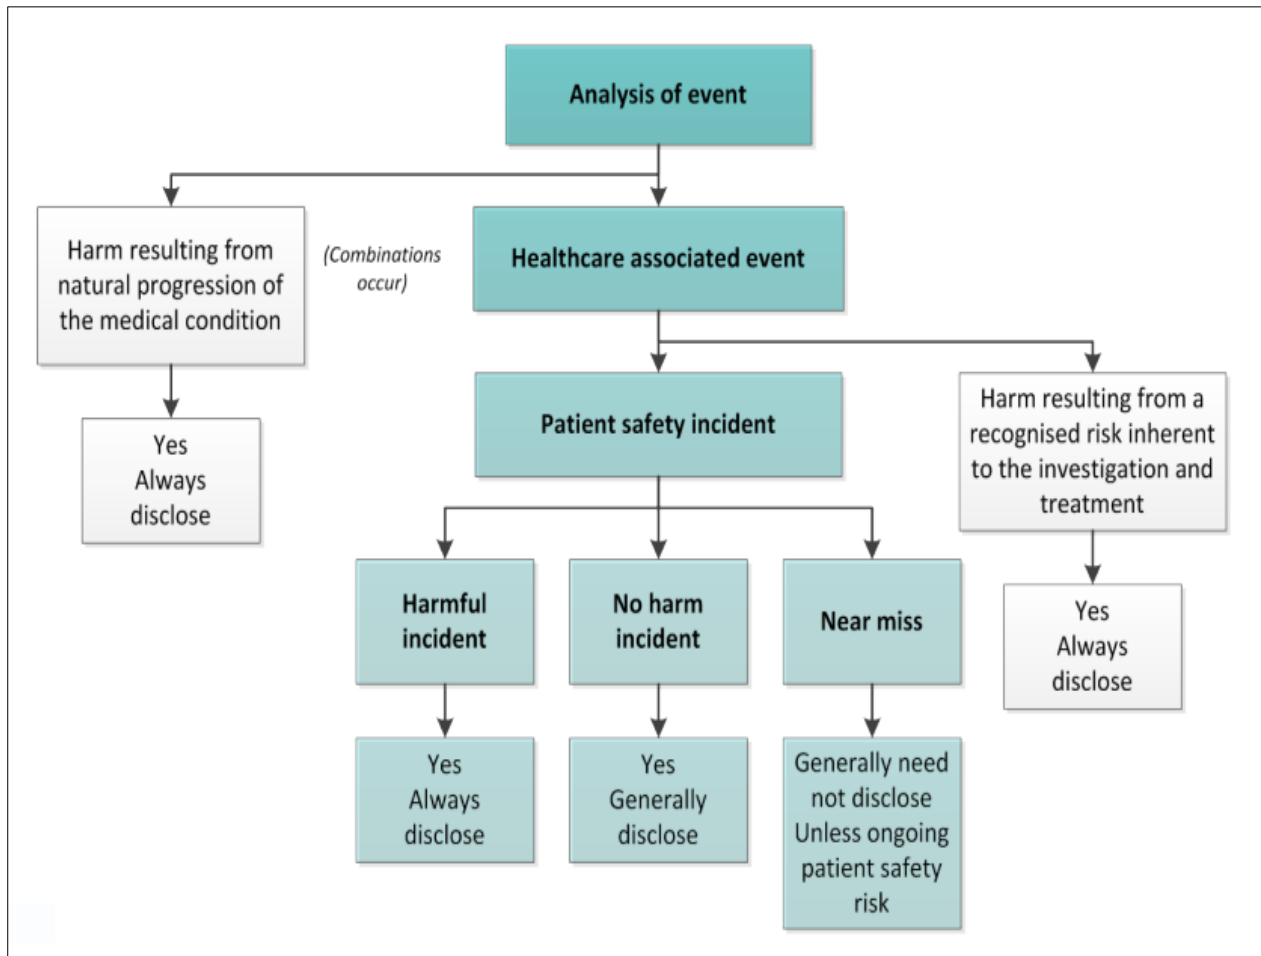 Analysis of event
Harm resulting from
natural progression of
the medical condition
(Combinations
occur)
Healthcare associated event
Yes
Always
disclose
Patient safety incident
Harm resulting from a
recognised risk inherent
to the investigation and
treatment
Harmful
incident
No harm
incident
Near miss
Yes
Always
disclose
Yes
Always
disclose
Yes
Generally
disclose
Generally need
not disclose
Unless ongoing
patient safety
risk